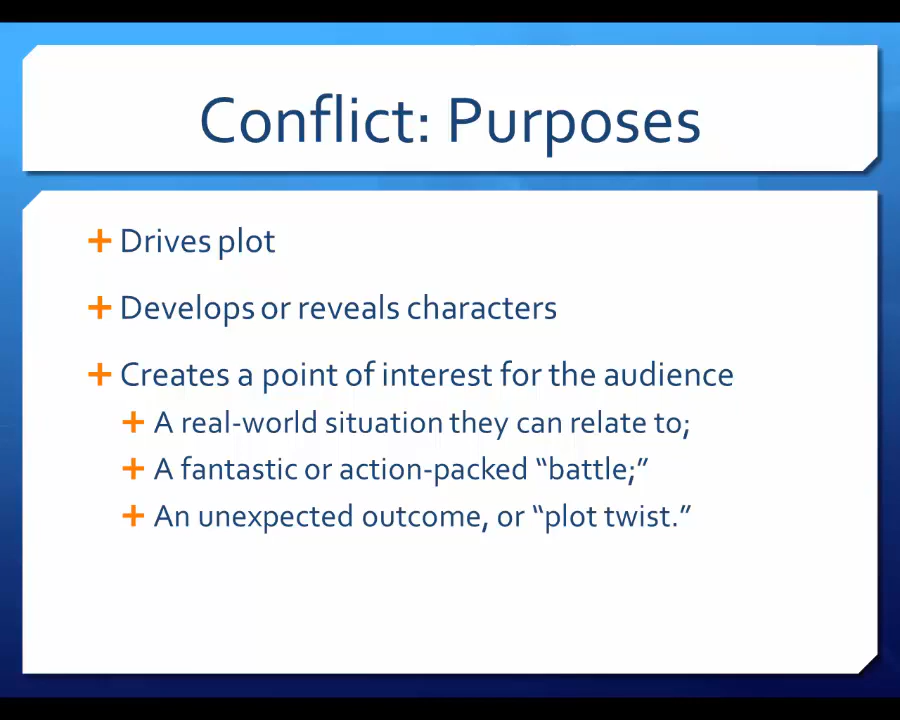 Conflict: Purposes
Drives plot
Develops or reveals characters
Creates a point of interest for the audience
A real-world situation they can relate to;
A fantastic or action-packed “battle;”
An unexpected outcome, or “plot twist.”